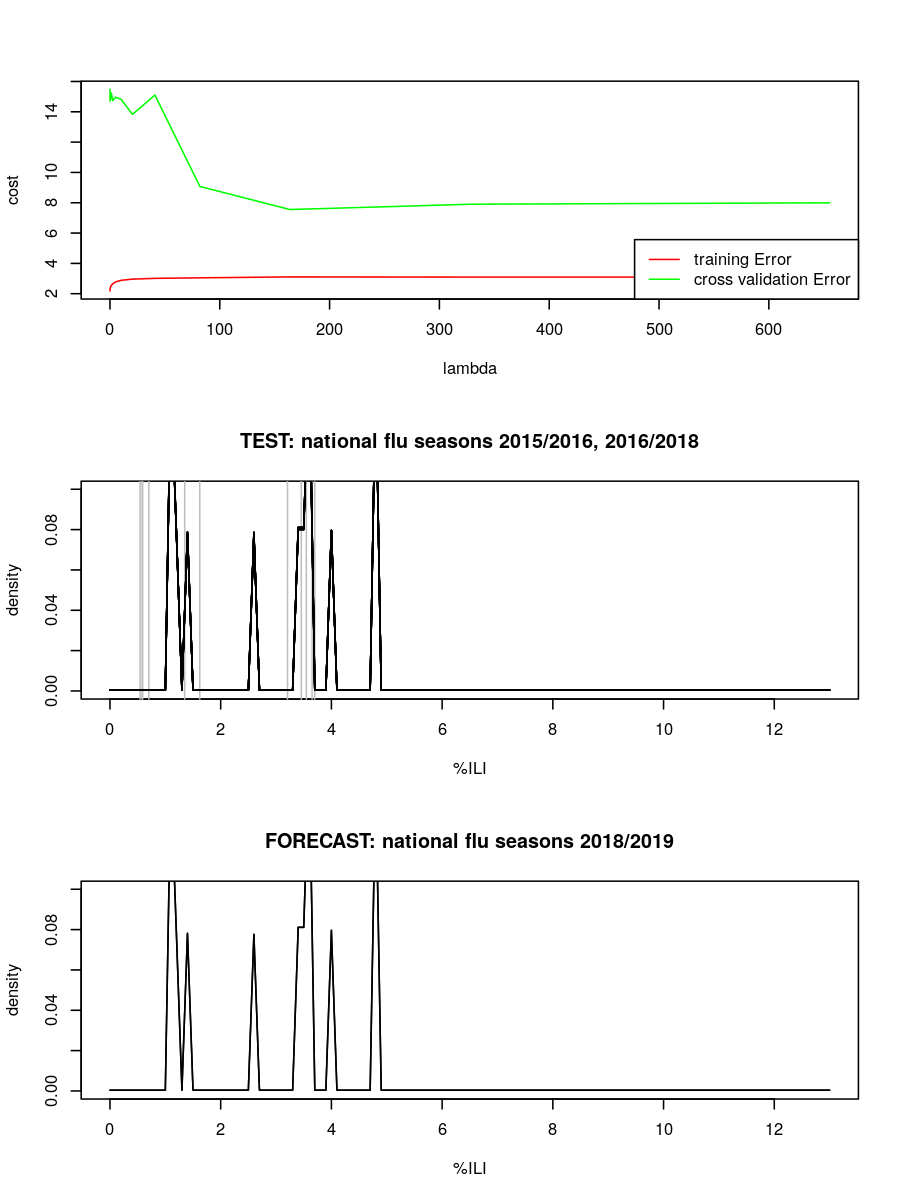 14
10
8
6
4
2
cost
training Error
cross validation Error
0 100 200 300 400 500 600
lambda
TEST: national flu seasons 2015/2016, 2016/2018
0.08
0.04
0.00
density
0 2 4 6 8 10 12
%ILI
FORECAST: national flu seasons 2018/2019
0.08
0.04
0.00
density
0 2 4 6 8 10 12
%ILI